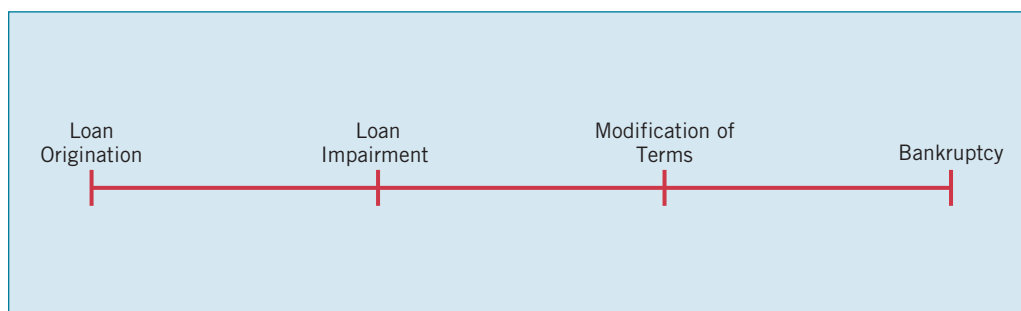 Loan
Origination
Loan
Impairment
Modification of
Terms
Bankruptcy